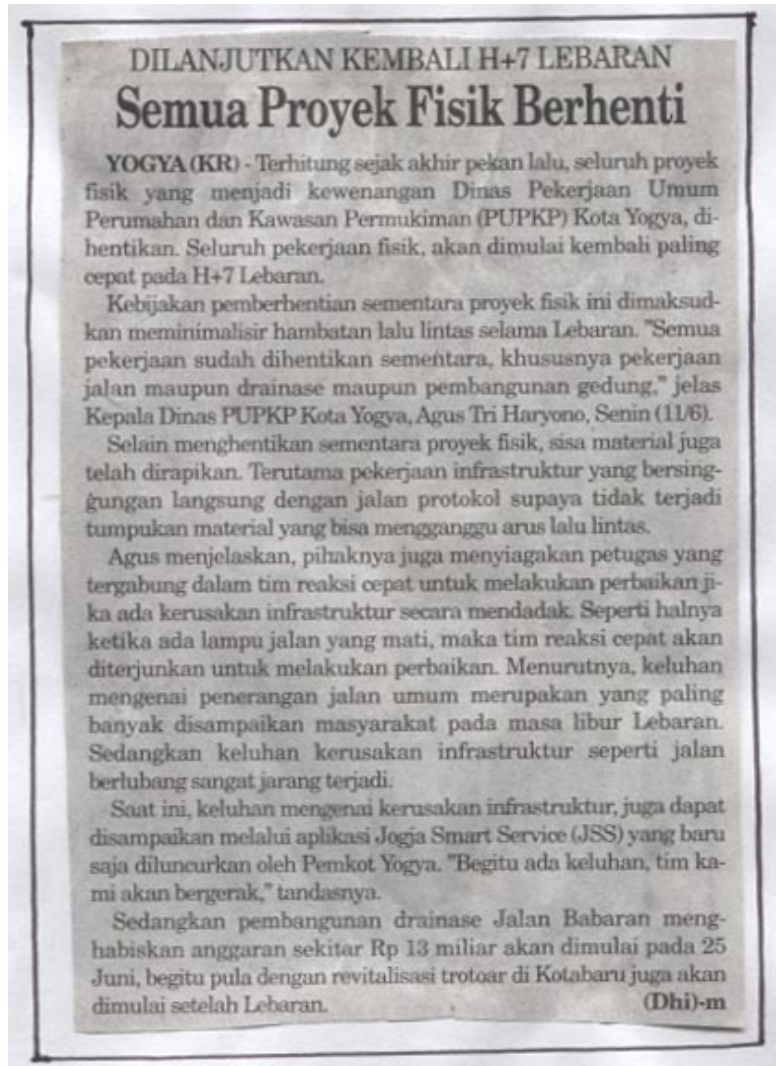 DILANJUTKAN KEMBALI H+7 LEBARAN
Semua Proyek Fisik Berhenti
YOGYA (KR) - Terhitung sejak akhir pekan lalu, seluruh proyek
fisik yang menjadi kewenangan Dinas Pekerjaan Umum
Perumahan dan Kawasan Permukiman (PUPKP) Kota Yogya, di-
hentikan. Seluruh pekerjaan fisik, akan dimulai kembali paling
cepat pada H+7 Lebaran.
Kebijakan pemberhentian sementara proyek fisik ini dimaksud-
kan meminimalisir hambatan lalu lintas selama Lebaran. "Semua
pekerjaan sudah dihentikan sementara, khususnya pekerjaan
jalan maupun drainase maupun pembangunan gedung," jelas
Kepala Dinas PUPKP Kota Yogya, Agus Tri Haryono, Senin (11/6).
Selain menghentikan sementara proyek fisik, sisa material juga
telah dirapikan. Terutama pekerjaan infrastruktur yang bersing-
gungan langsung dengan jalan protokol supaya tidak terjadi
tumpukan material yang bisa mengganggu arus lalu lintas.
Agus menjelaskan, pihaknya juga menyiagakan petugas yang
tergabung dalam tim reaksi cepat untuk melakukan perbaikan ji-
ka ada kerusakan infrastruktur secara mendadak. Seperti halnya
ketika ada lampu jalan yang mati, maka tim reaksi cepat akan
diterjunkan untuk melakukan perbaikan. Menurutnya, keluhan
mengenai penerangan jalan umum merupakan yang paling
banyak disampaikan masyarakat pada masa libur Lebaran.
Sedangkan keluhan kerusakan infrastruktur seperti jalan
berlubang sangat jarang terjadi.
Saat ini, keluhan mengenai kerusakan infrastruktur, juga dapat
disampaikan melalui aplikasi Jogja Smart Service (JSS) yang baru
saja diluncurkan oleh Pemkot Yogya. "Begitu ada keluhan, tim ka-
mi akan bergerak," tandasnya.
Sedangkan pembangunan drainase Jalan Babaran meng-
habiskan anggaran sekitar Rp 13 miliar akan dimulai pada 25
Juni, begitu pula dengan revitalisasi trotoar di Kotabaru juga akan
dimulai setelah Lebaran. (Dhi)-m